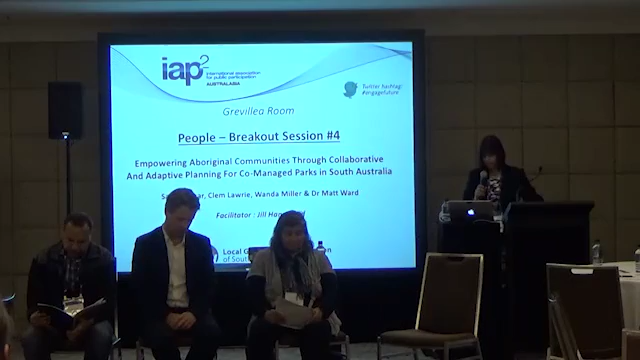 iap2
international association
for public participation
AUSTRALASIA
Twitter hashtag:
#engagefuture
Grevillea Room
People – Breakout Session #4
Empowering Aboriginal Communities Through Collaborative
And Adaptive Planning For Co-Managed Parks in South Australia
Clem Lawrie, Wanda Miller & Dr Matt Ward
Facilitator : Jill
Local
of